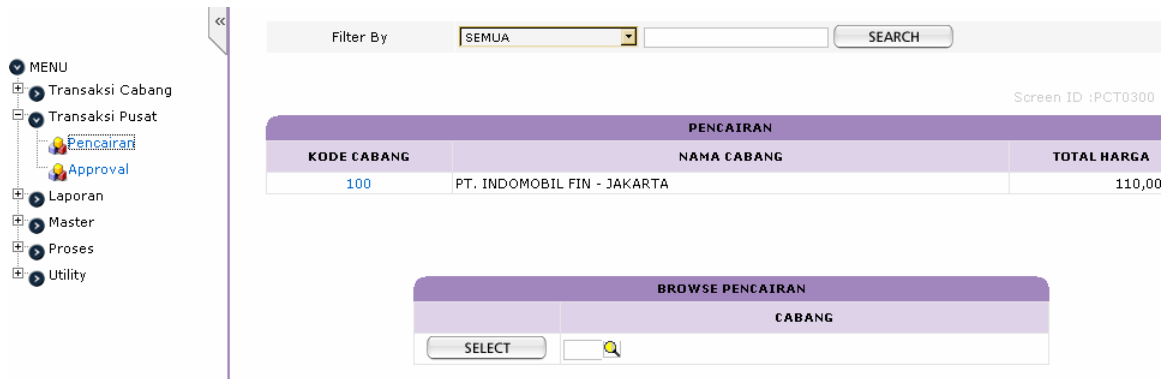 «
Filter By SEMUA SEARCH
MENU
Transaksi Cabang
Transaksi Pusat
Pencairan
Approval
Laporan
Master
Proses
Utility
Screen ID :PCT0300
PENCAIRAN
KODE CABANG NAMA CABANG TOTAL HARGA
100 PT. INDOMOBIL FIN - JAKARTA 110,00
BROWSE PENCAIRAN
CABANG
SELECT